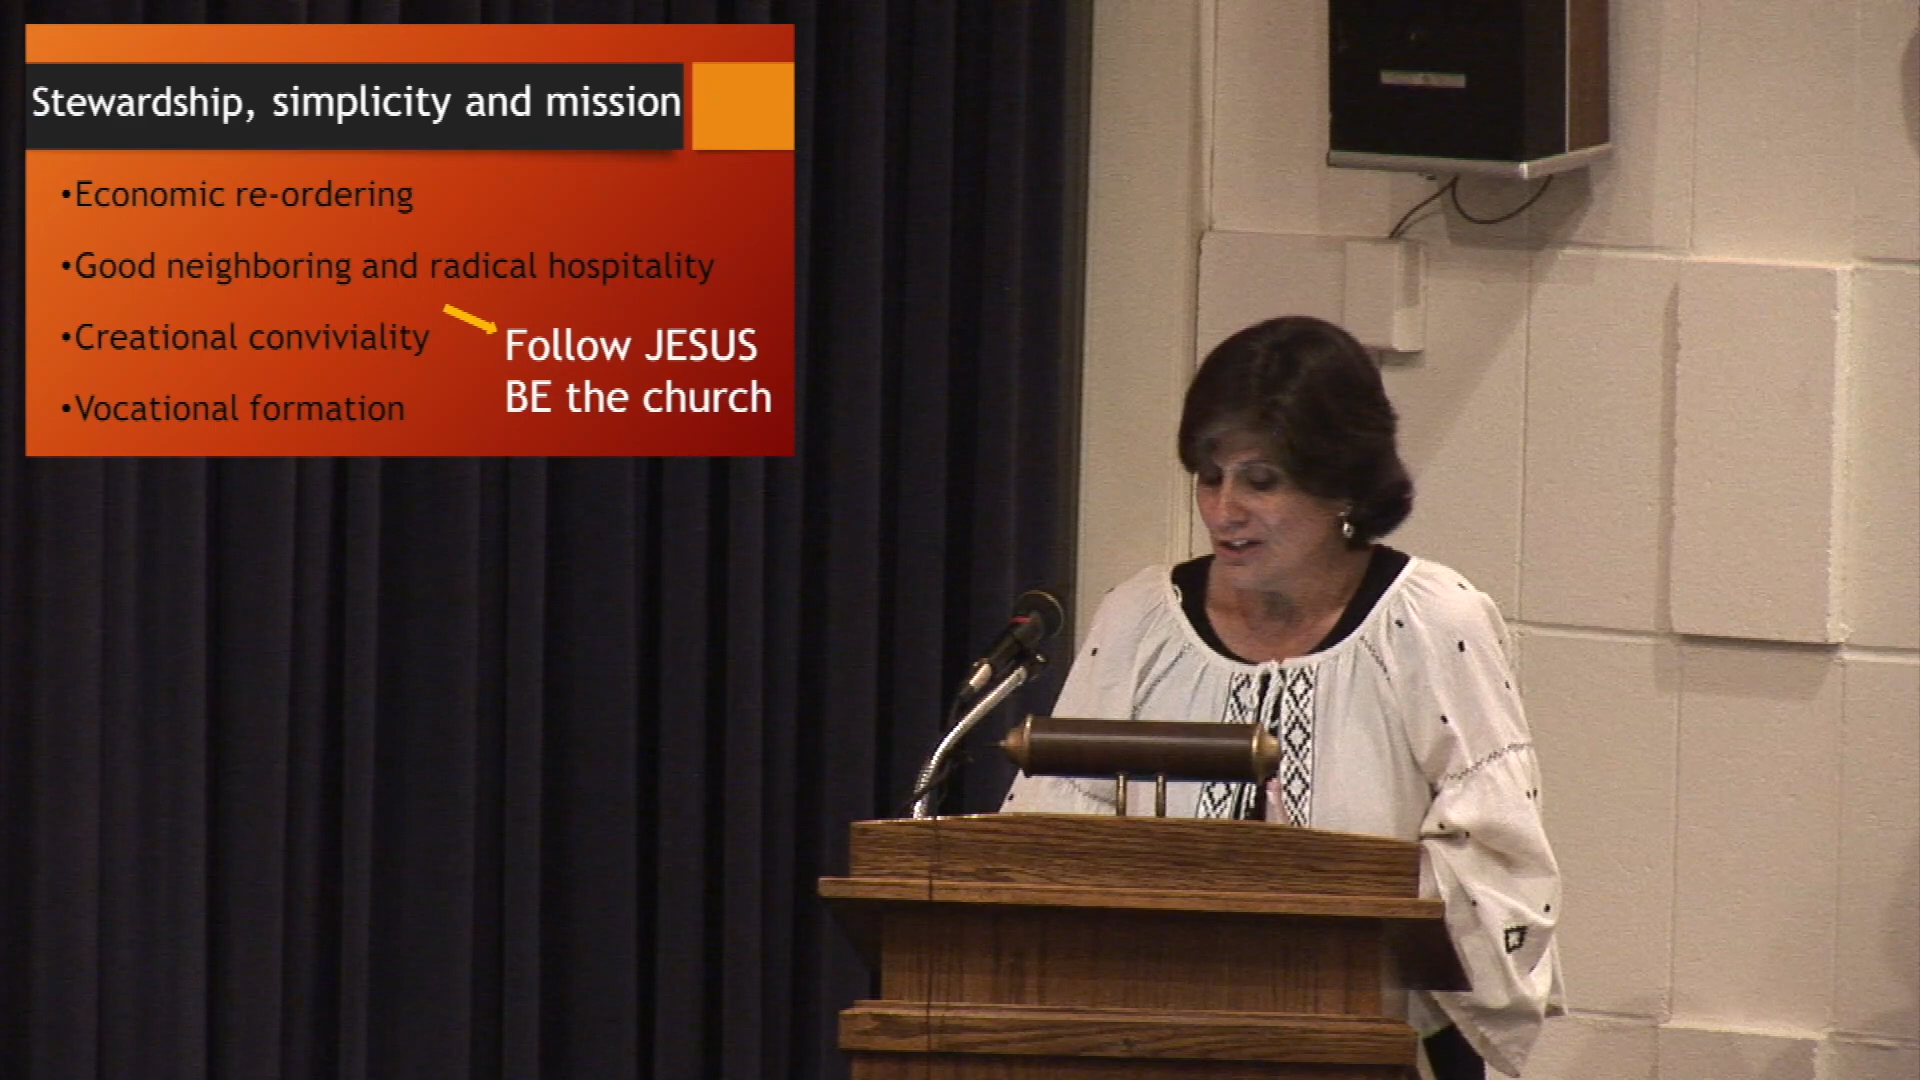 Stewardship, simplicity and mission
•Economic re-ordering
•Good neighboring and radical hospitality
•Creational conviviality
Follow JESUS
BE the church
•Vocational formation